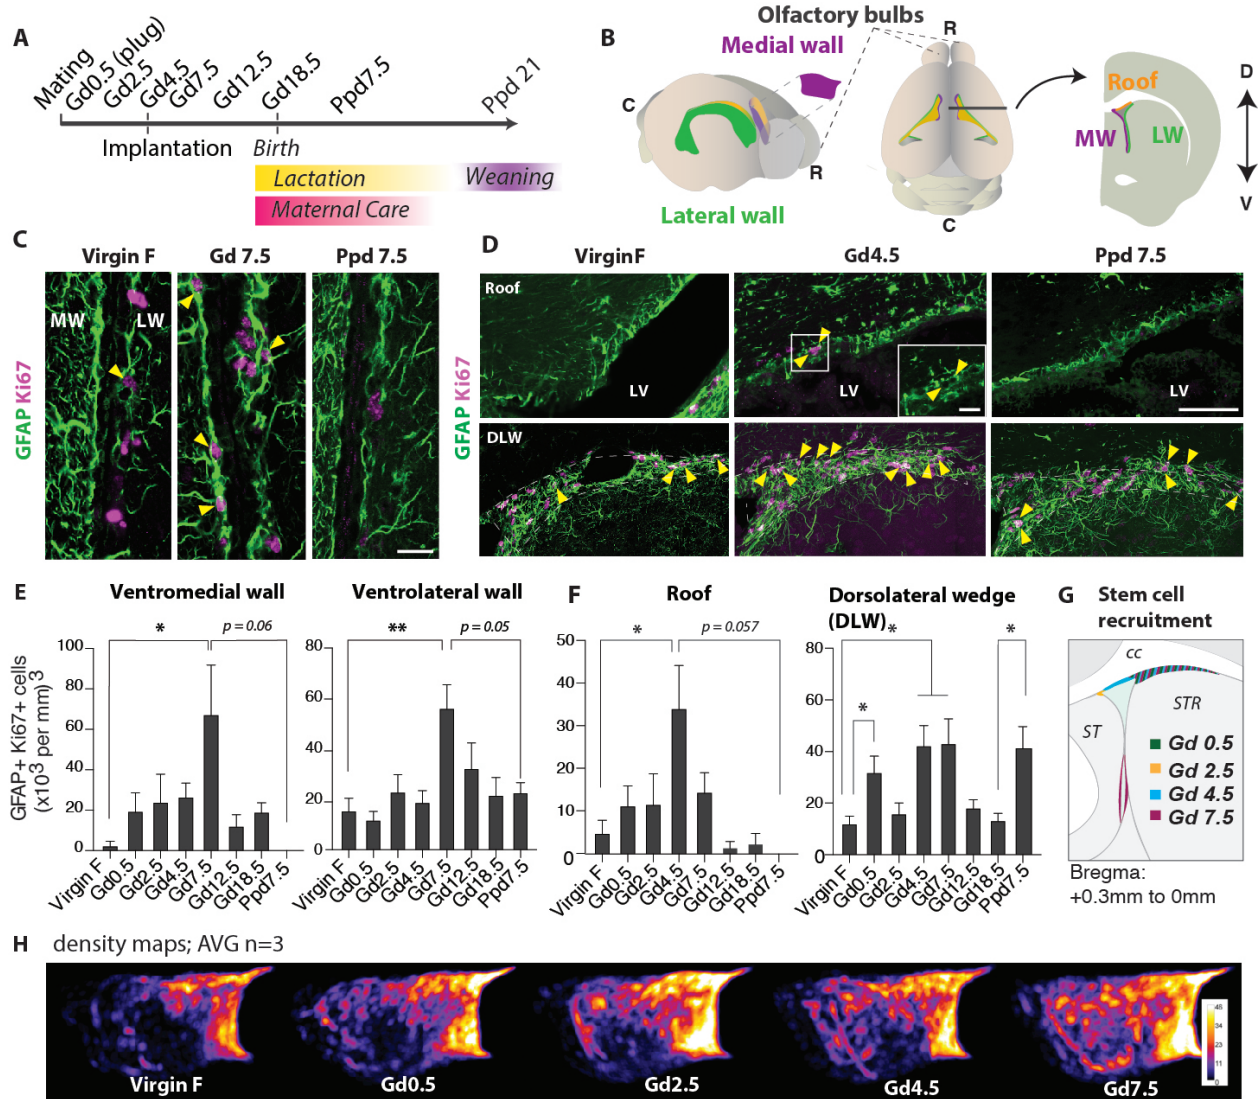 A
Mating
Gd0.5 (plug)
Gd2.5
Gd4.5
Gd7.5
Gd12.5
Gd18.5
Ppd7.5
Ppd 21
Implantation
Birth
Lactation
Weaning
Maternal Care
B
Olfactory bulbs
Medial wall
R
C
R
Lateral wall
C
Roof
MW
LW
D
V
C
Virgin F
Gd 7.5
Ppd 7.5
MW
LW
GFAP Ki67
D
Virgin F
Gd4.5
Ppd 7.5
Roof
LV
LV
LV
DLW
GFAP Ki67
E
Ventromedial wall
GFAP+ Ki67+ cells
(x10³ per mm)³
100
80
60
40
20
0
*
p = 0.06
Virgin F
Gd0.5
Gd2.5
Gd4.5
Gd7.5
Gd12.5
Gd18.5
Ppd7.5
Ventrolateral wall
80
60
40
20
0
**
p = 0.05
Virgin F
Gd0.5
Gd2.5
Gd4.5
Gd7.5
Gd12.5
Gd18.5
Ppd7.5
F
Roof
50
40
30
20
10
0
*
p = 0.057
Virgin F
Gd0.5
Gd2.5
Gd4.5
Gd7.5
Gd12.5
Gd18.5
Ppd7.5
Dorsolateral wedge
(DLW)
80
60
40
20
0
*
*
*
Virgin F
Gd0.5
Gd2.5
Gd4.5
Gd7.5
Gd12.5
Gd18.5
Ppd7.5
G
Stem cell
recruitment
cc
ST
STR
Gd 0.5
Gd 2.5
Gd 4.5
Gd 7.5
Bregma:
+0.3mm to 0mm
H
density maps; AVG n=3
Virgin F
Gd0.5
Gd2.5
Gd4.5
Gd7.5
45
34
23
11
0